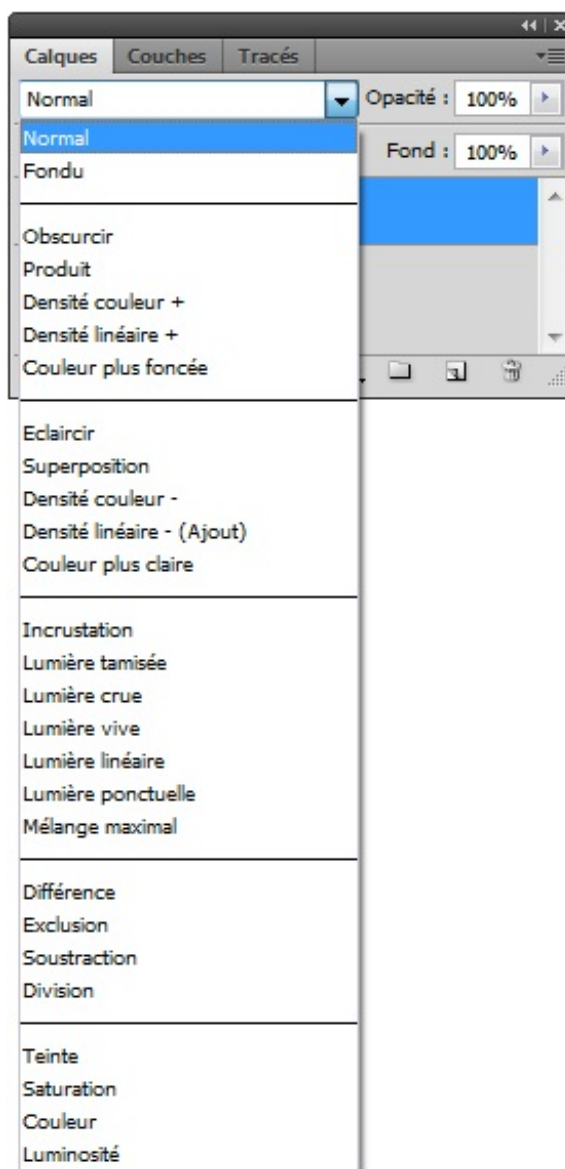 Calques Couches Tracés
Normal Opacité : 100%
Normal Fond : 100%
Fondu
Obscurcir
Produit
Densité couleur +
Densité linéaire +
Couleur plus foncée
Eclaircir
Superposition
Densité couleur -
Densité linéaire - (Ajout)
Couleur plus claire
Incrustation
Lumière tamisée
Lumière crue
Lumière vive
Lumière linéaire
Lumière ponctuelle
Mélange maximal
Différence
Exclusion
Soustraction
Division
Teinte
Saturation
Couleur
Luminosité